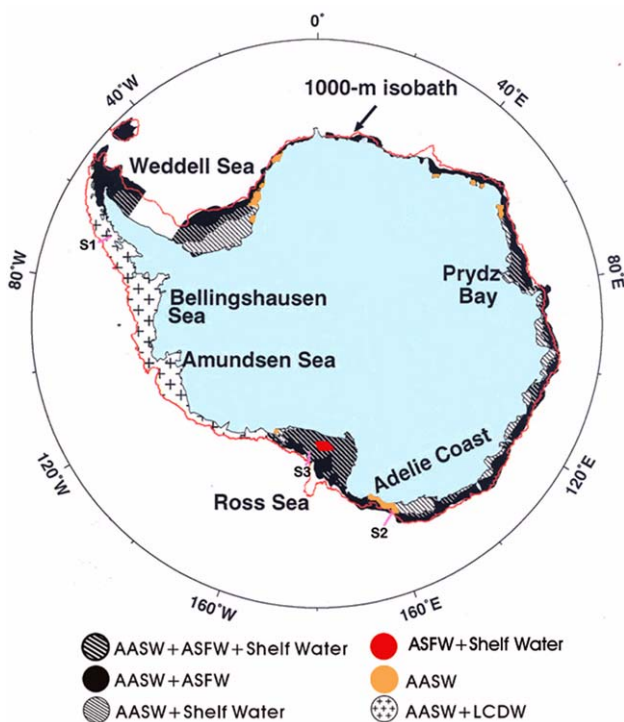 0°
40°W
40°E
1000-m isobath
Weddell Sea
S1
80°W
80°E
Prydz
Bay
Bellingshausen
Sea
Amundsen Sea
Adelie Coast
S3
120°W
120°E
Ross Sea
S2
160°W
160°E
AASW+ASFW+Shelf Water
ASFW+Shelf Water
AASW+ASFW
AASW
AASW+Shelf Water
AASW+LCDW